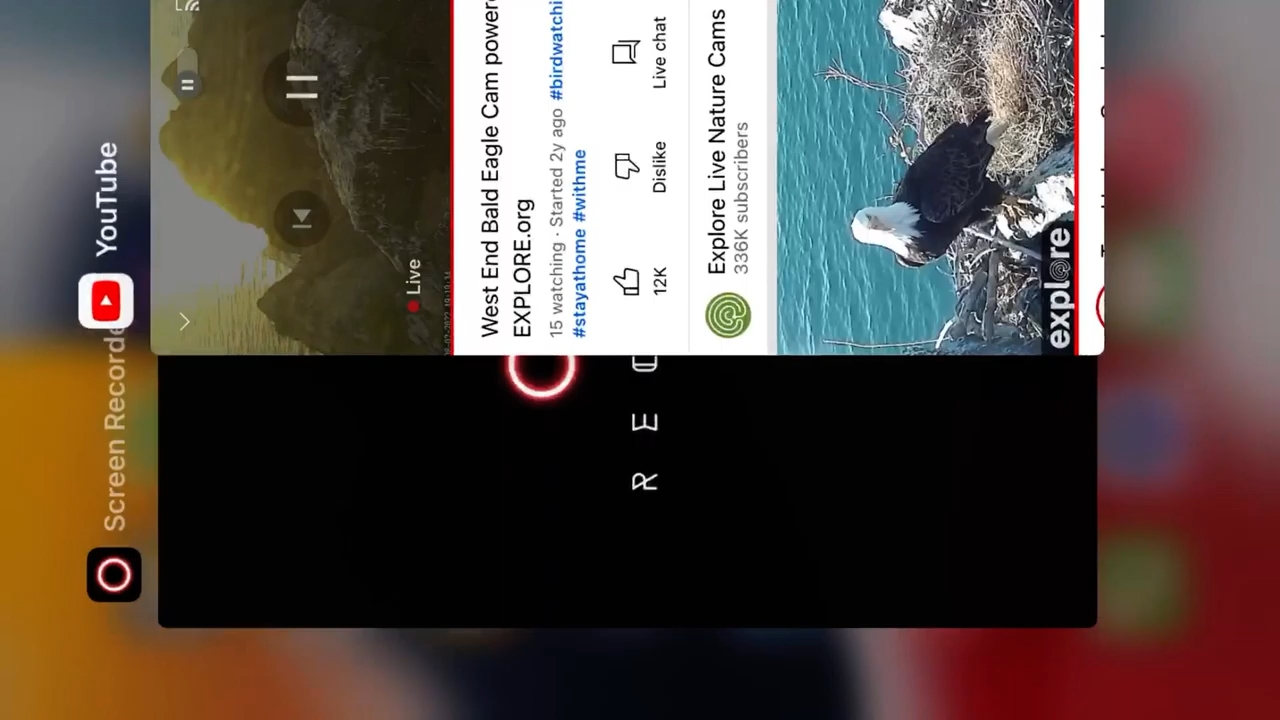 YouTube
Screen Recorde
Live
West End Bald Eagle Cam power
EXPLORE.org
15 watching · Started 2y ago #birdwatchi
#stayathome #withme
12K
Dislike
Live chat
Explore Live Nature Cams
336K subscribers
explore
R E C